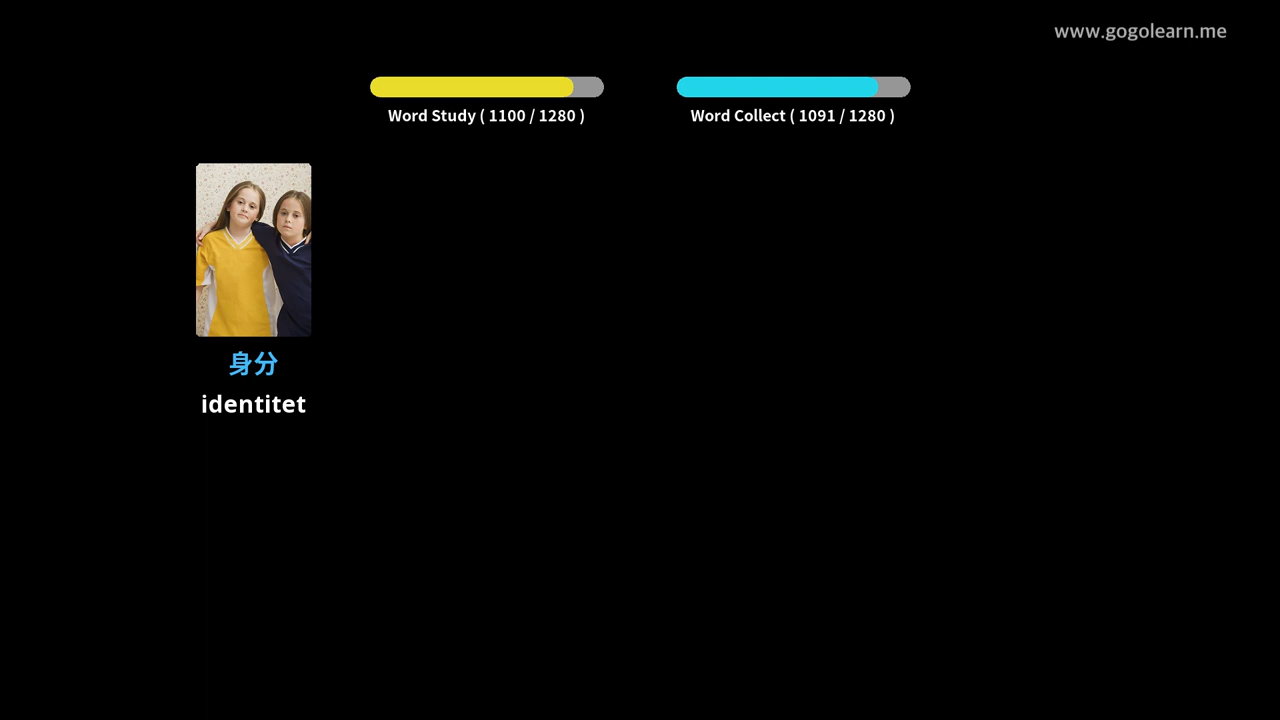 www.gogolearn.me
Word Study ( 1100 / 1280 )
Word Collect ( 1091 / 1280 )
身分
identitet